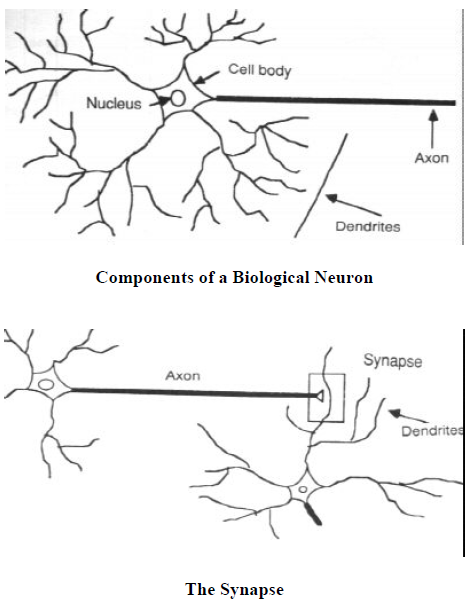 Cell body
Nucleus
Axon
Dendrites
Components of a Biological Neuron
Synapse
Axon
Dendrites
The Synapse